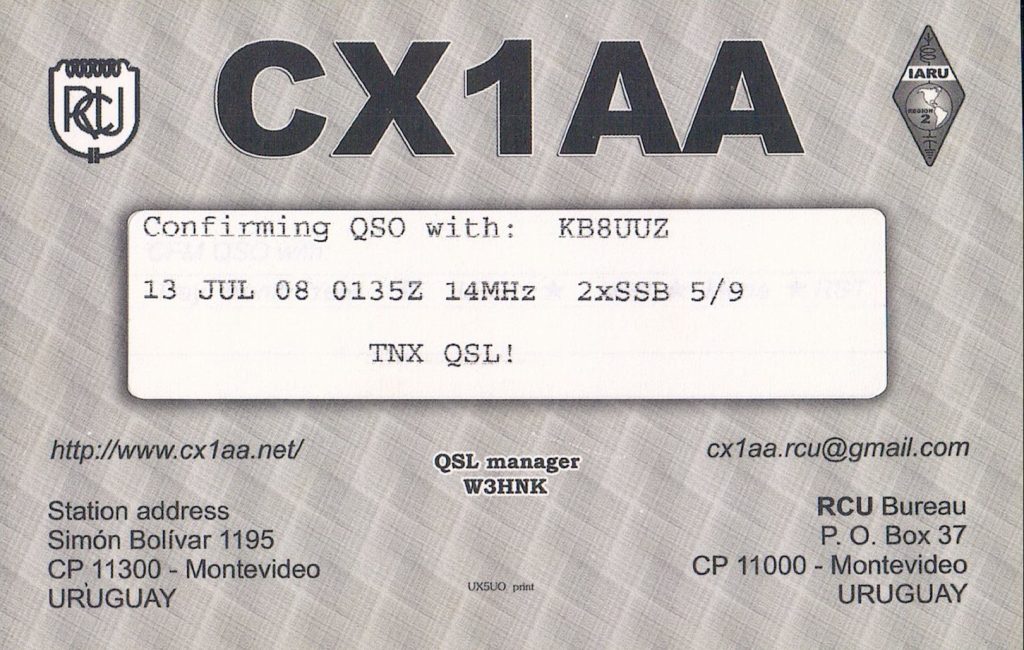 RCU
CX1AA
IARU
REGION
2
Confirming QSO with: KB8UUZ
13 JUL 08 0135Z 14MHz 2xSSB 5/9
TNX QSL!
http://www.cx1aa.net/
cx1aa.rcu@gmail.com
QSL manager
W3HNK
Station address
Simón Bolívar 1195
CP 11300 - Montevideo
URUGUAY
RCU Bureau
P. O. Box 37
CP 11000 - Montevideo
URUGUAY
UX5UO print